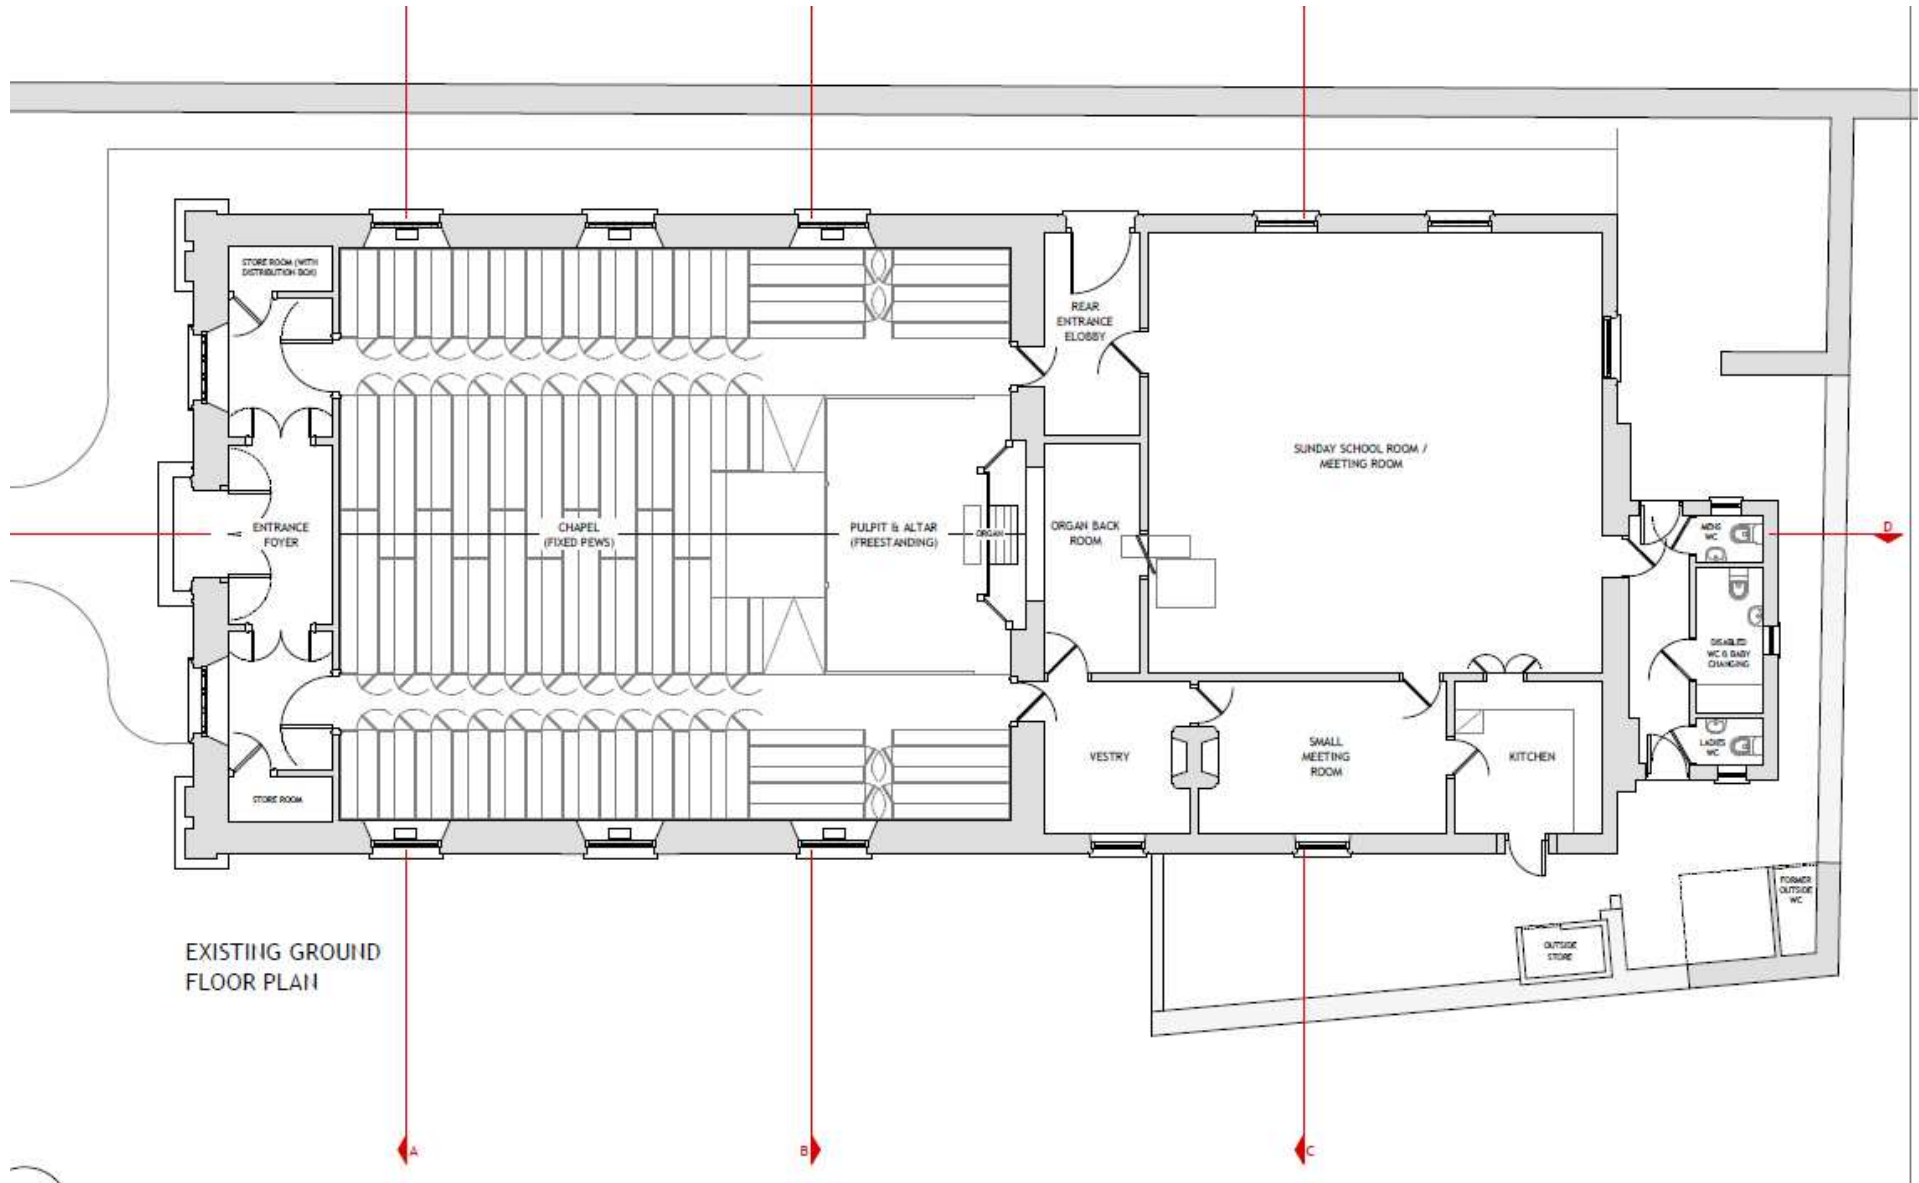 STORE ROOM (WITH
DISTRIBUTION BOX)
REAR
ENTRANCE
ELOBBY
SUNDAY SCHOOL ROOM /
MEETING ROOM
ENTRANCE
FOYER
CHAPEL
(FIXED PEWS)
PULPIT & ALTAR
(FREESTANDING)
ORGAN
ORGAN BACK
ROOM
MENS
WC
D
DISABLED
WC & BABY
CHANGING
LADIES
WC
VESTRY
SMALL
MEETING
ROOM
KITCHEN
STORE ROOM
FORMER
OUTSIDE
WC
OUTSIDE
STORE
EXISTING GROUND
FLOOR PLAN
A
B
C